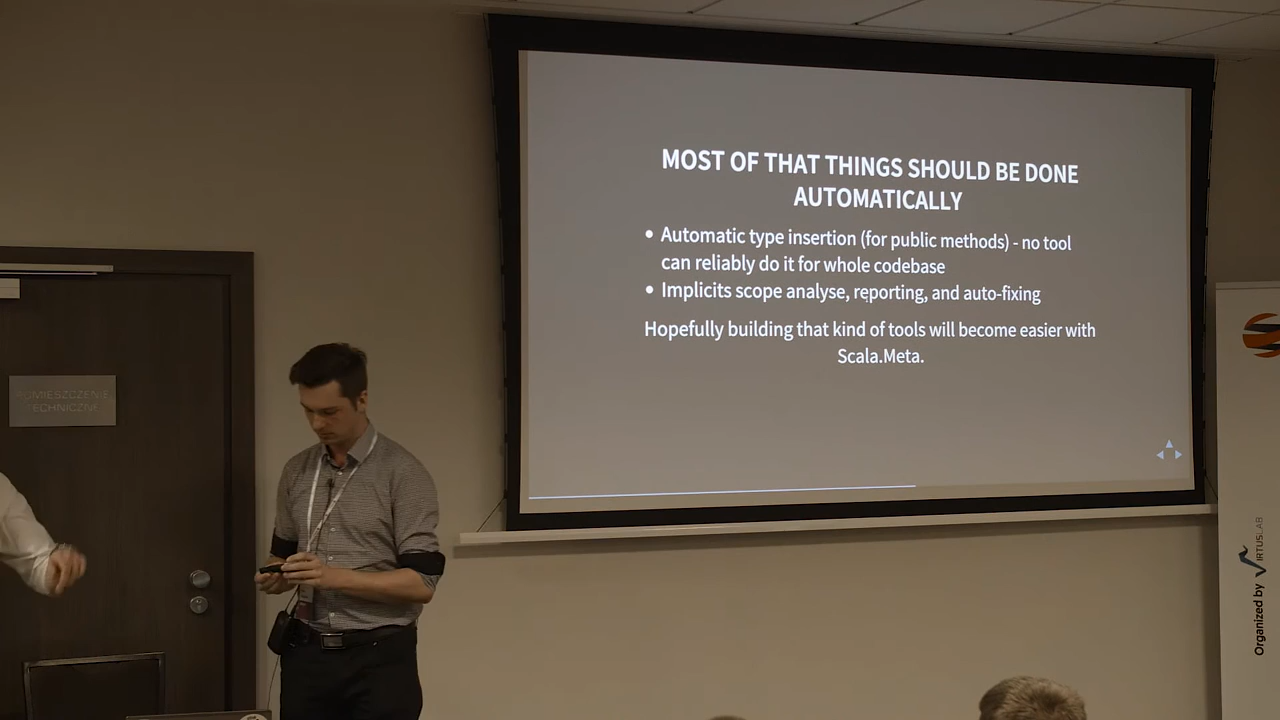 MOST OF THAT THINGS SHOULD BE DONE
AUTOMATICALLY
• Automatic type insertion (for public methods) - no tool
can reliably do it for whole codebase
• Implicits scope analyse, reporting, and auto-fixing
Hopefully building that kind of tools will become easier with
Scala.Meta.
POMIESZCZENIE
TECHNICZNE
Organized by VIRTUSLAB